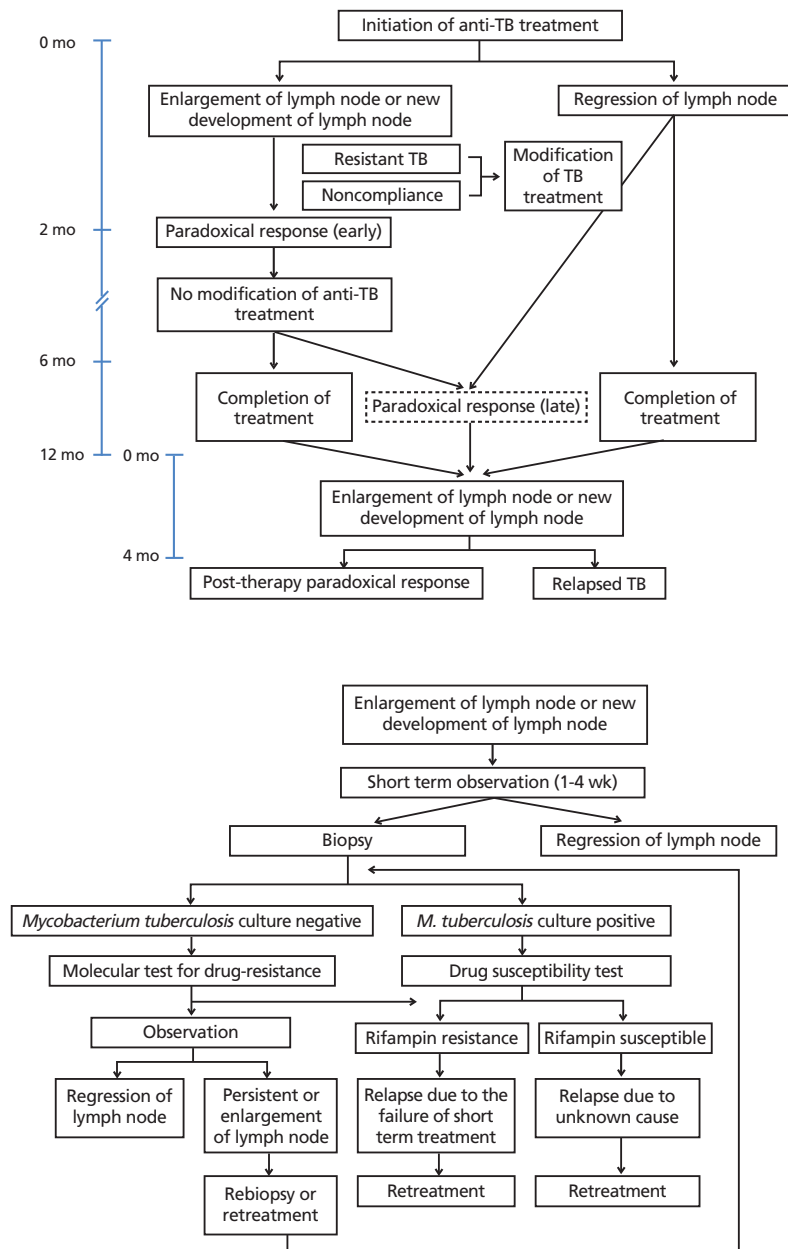 Initiation of anti-TB treatment
0 mo
Enlargement of lymph node or new
development of lymph node
Regression of lymph node
Resistant TB
Noncompliance
Modification
of TB
treatment
2 mo
Paradoxical response (early)
No modification of anti-TB
treatment
6 mo
Completion of
treatment
Paradoxical response (late)
Completion of
treatment
12 mo
0 mo
Enlargement of lymph node or new
development of lymph node
4 mo
Post-therapy paradoxical response
Relapsed TB
Enlargement of lymph node or new
development of lymph node
Short term observation (1-4 wk)
Biopsy
Regression of lymph node
Mycobacterium tuberculosis culture negative
M. tuberculosis culture positive
Molecular test for drug-resistance
Drug susceptibility test
Observation
Rifampin resistance
Rifampin susceptible
Regression of
lymph node
Persistent or
enlargement
of lymph node
Relapse due to the
failure of short
term treatment
Relapse due to
unknown cause
Rebiopsy or
retreatment
Retreatment
Retreatment